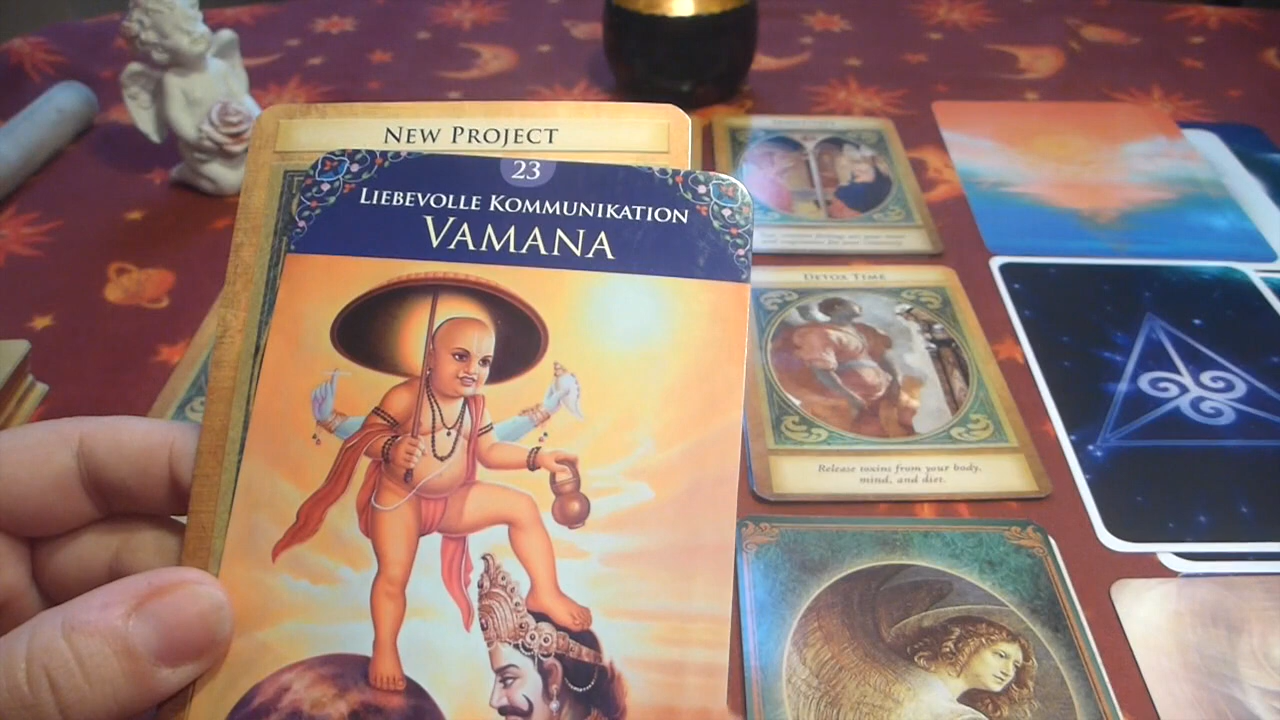 NEW PROJECT
23
LIEBEVOLLE KOMMUNIKATION
VAMANA
DETOX TIME
Release toxins from your body,
mind, and diet.